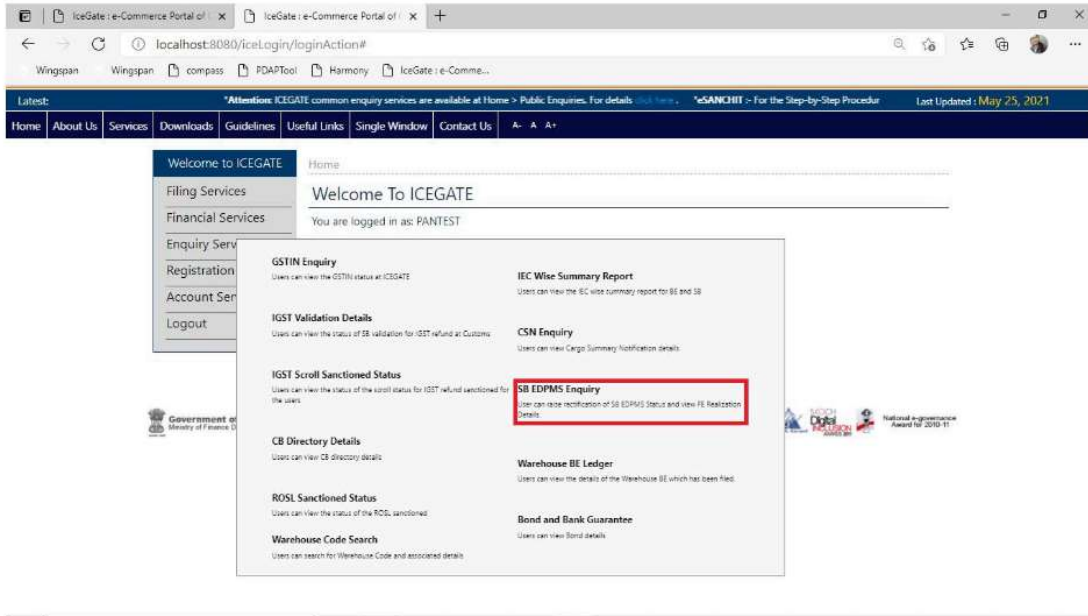 IceGate : e-Commerce Portal of
IceGate : e-Commerce Portal of
localhost:8080/iceLogin/loginAction#
Wingspan Wingspan compass PDAPTool Harmony IceGate : e-Comme...
Latest: *Attention: ICEGATE common enquiry services are available at Home > Public Enquiries. For details click here . *eSANCHIT :- For the Step-by-Step Procedur Last Updated : May 25, 2021
Home About Us Services Downloads Guidelines Useful Links Single Window Contact Us A- A A+
Welcome to ICEGATE
Filing Services
Financial Services
Enquiry Serv
Registration
Account Ser
Logout
Home
Welcome To ICEGATE
You are logged in as: PANTEST
GSTIN Enquiry
Users can view the GSTIN status at ICEGATE
IGST Validation Details
Users can view the status of SB validation for IGST refund at Customs
IGST Scroll Sanctioned Status
Users can view the status of the scroll status for IGST refund sanctioned for
the users
CB Directory Details
Users can view CB directory details
ROSL Sanctioned Status
Users can view the status of the ROSL sanctioned
Warehouse Code Search
Users can search for Warehouse Code and associated details
IEC Wise Summary Report
Users can view the IEC wise summary report for BE and SB
CSN Enquiry
Users can view Cargo Summary Notification details
SB EDPMS Enquiry
User can raise rectification of SB EDPMS Status and view FE Realization
Details.
Warehouse BE Ledger
Users can view the details of the Warehouse BE which has been filed.
Bond and Bank Guarantee
Users can view Bond details
Government of
Ministry of Finance D
Digital
INCLUSION
National e-governance
Award for 2010-11